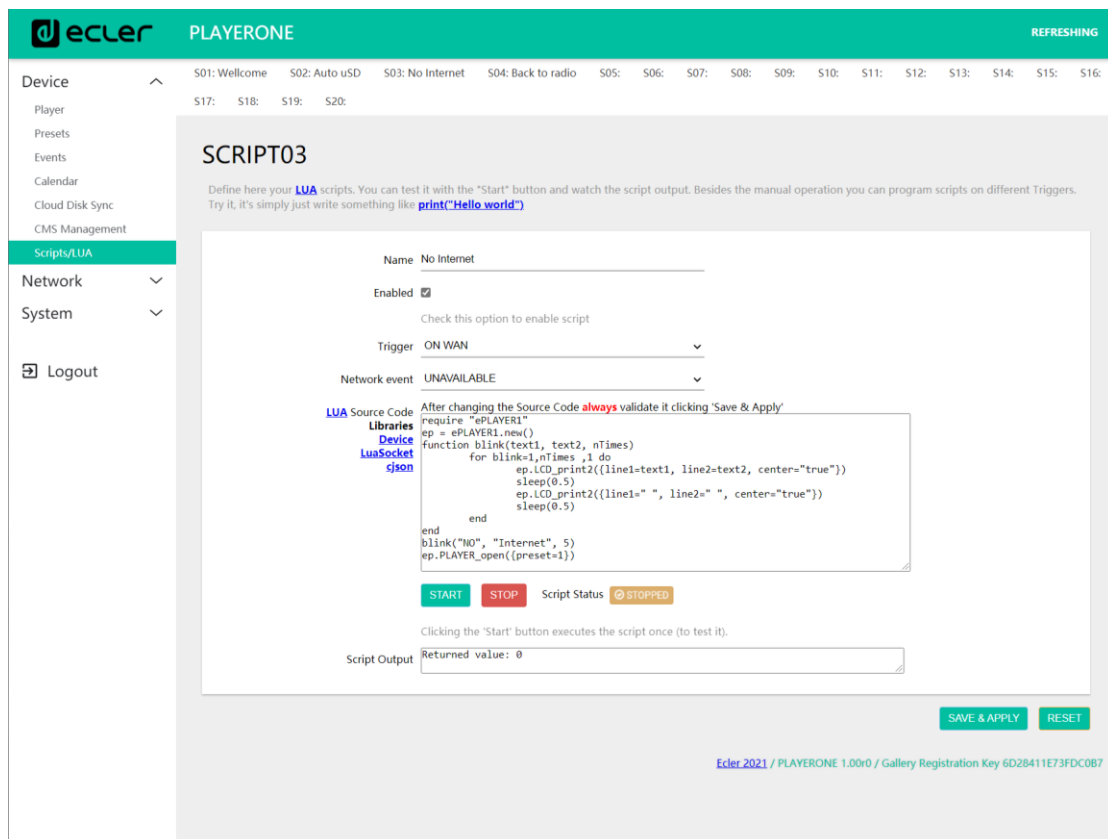 ecler
PLAYERONE
REFRESHING
Device
Player
Presets
Events
Calendar
Cloud Disk Sync
CMS Management
Scripts/LUA
Network
System
Logout
S01: Wellcome S02: Auto uSD S03: No Internet S04: Back to radio S05: S06: S07: S08: S09: S10: S11: S12: S13: S14: S15: S16:
S17: S18: S19: S20:
SCRIPT03
Define here your LUA scripts. You can test it with the "Start" button and watch the script output. Besides the manual operation you can program scripts on different Triggers.
Try it, it's simply just write something like print("Hello world")
Name No Internet
Enabled
Check this option to enable script
Trigger ON WAN
Network event UNAVAILABLE
LUA Source Code
Libraries
Device
LuaSocket
cjson
After changing the Source Code always validate it clicking 'Save & Apply'
require "ePLAYER1"
ep = ePLAYER1.new()
function blink(text1, text2, nTimes)
for blink=1,nTimes ,1 do
ep.LCD_print2({line1=text1, line2=text2, center="true"})
sleep(0.5)
ep.LCD_print2({line1=" ", line2=" ", center="true"})
sleep(0.5)
end
end
blink("NO", "Internet", 5)
ep.PLAYER_open({preset=1})
START STOP Script Status STOPPED
Clicking the 'Start' button executes the script once (to test it).
Script Output Returned value: 0
SAVE & APPLY RESET
Ecler 2021 / PLAYERONE 1.00r0 / Gallery Registration Key 6D28411E73FDC0B7